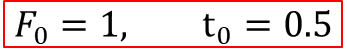 F₀ = 1, t₀ = 0.5